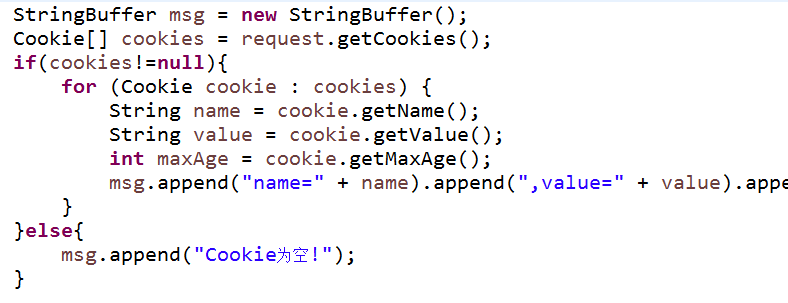 StringBuffer msg = new StringBuffer();
Cookie[] cookies = request.getCookies();
if(cookies!=null){
    for (Cookie cookie : cookies) {
        String name = cookie.getName();
        String value = cookie.getValue();
        int maxAge = cookie.getMaxAge();
        msg.append("name=" + name).append(",value=" + value).appe
    }
}else{
    msg.append("Cookie为空!");
}